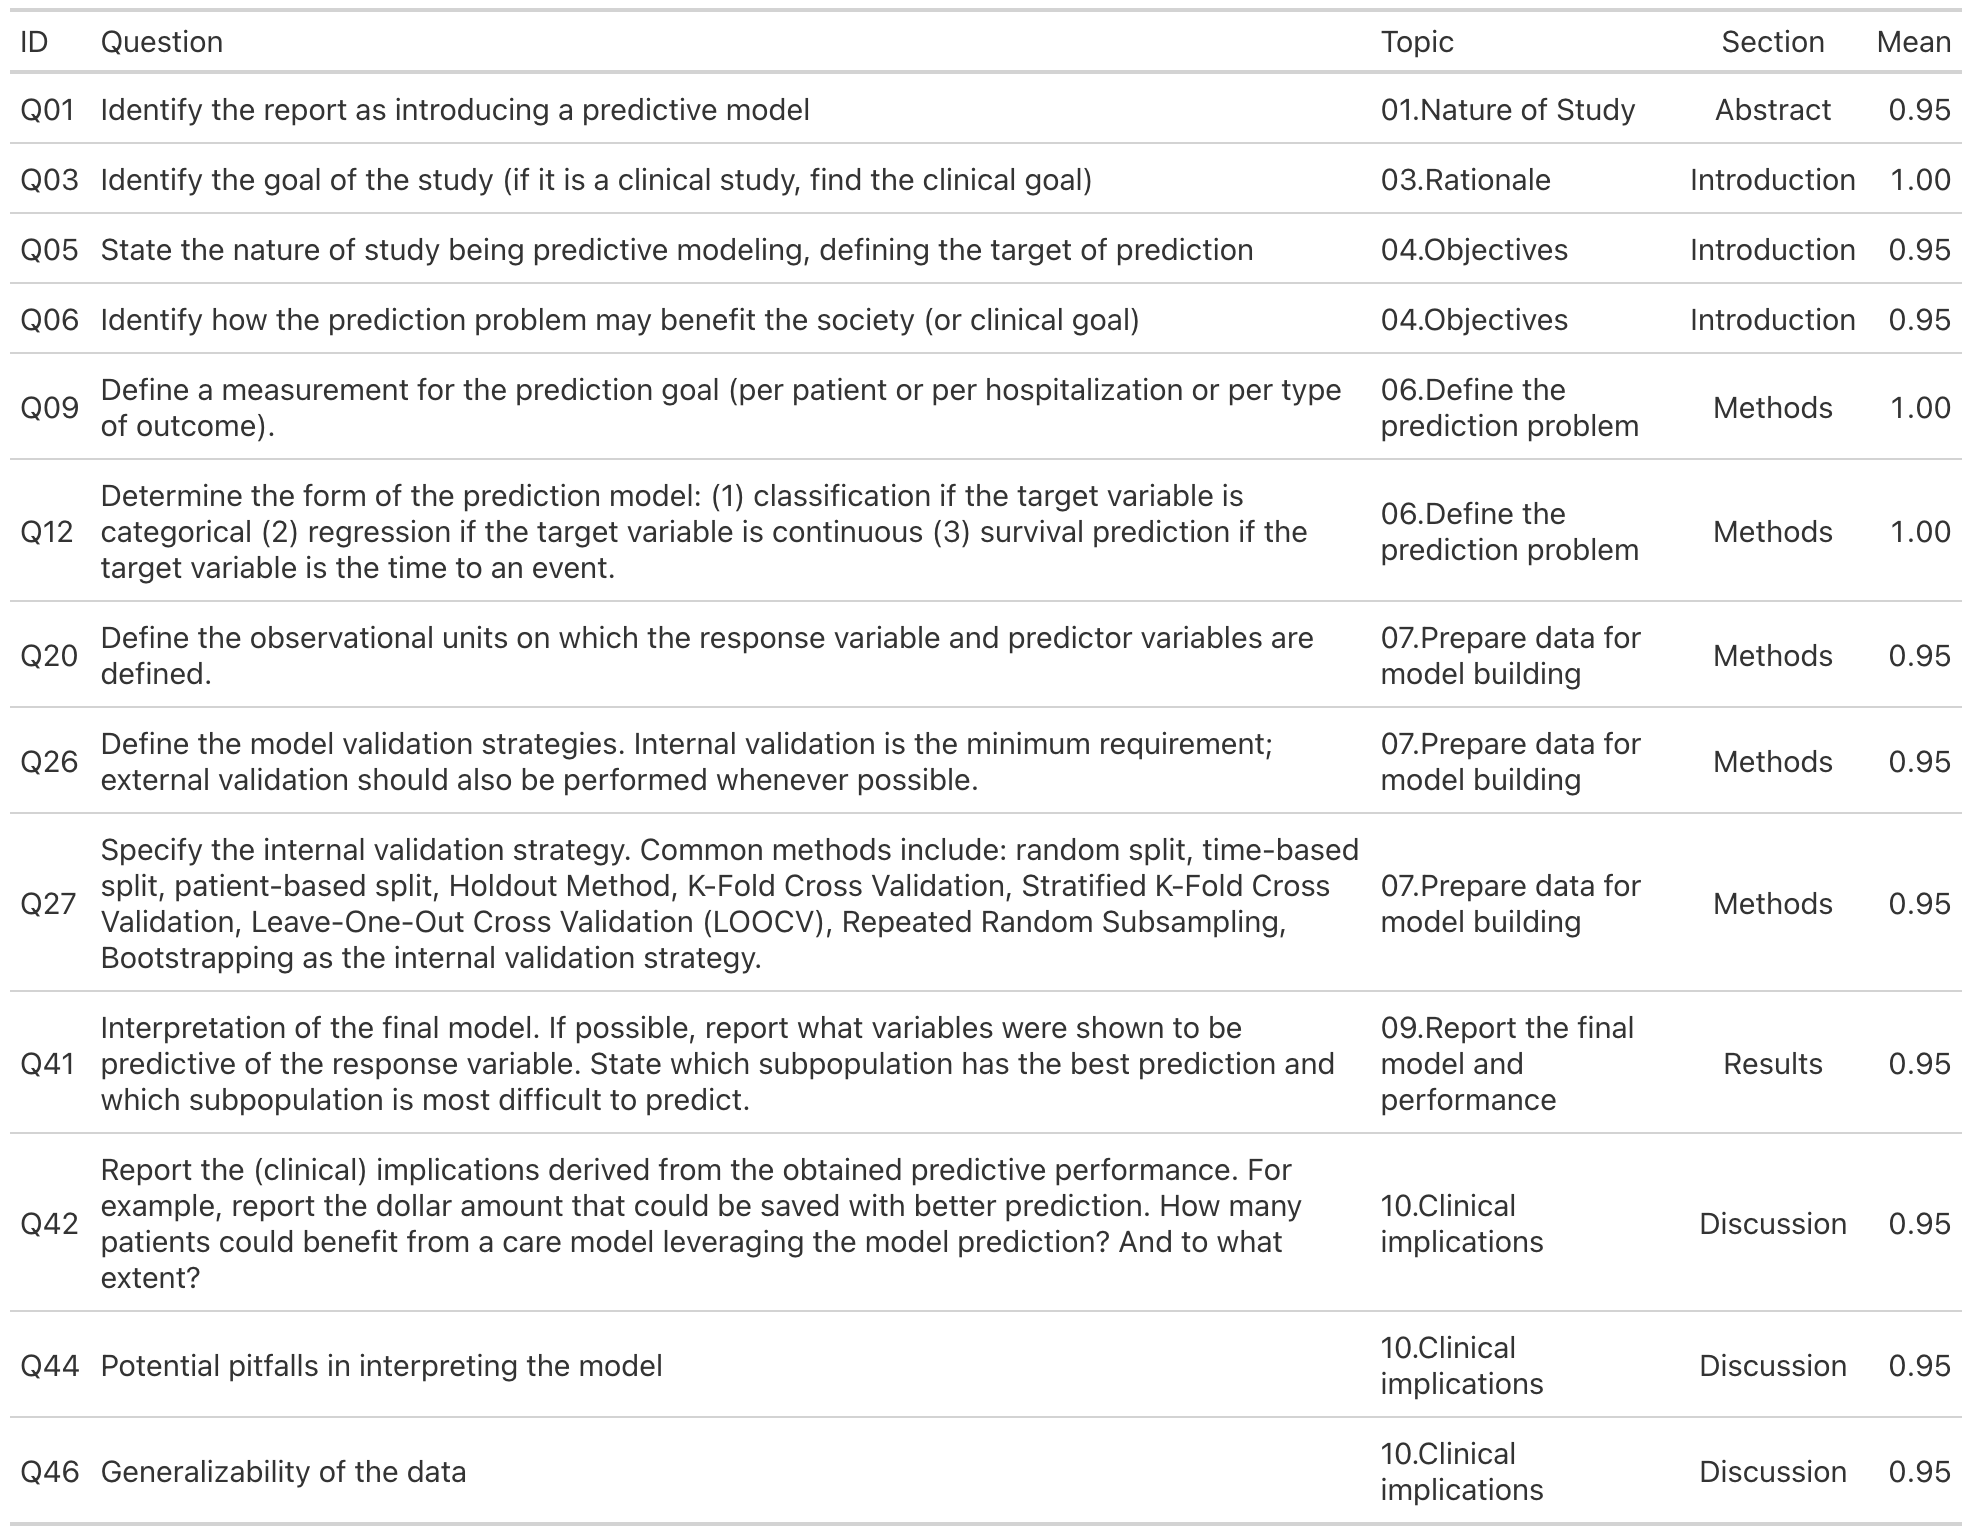 ID Question Topic Section Mean
Q01 Identify the report as introducing a predictive model 01.Nature of Study Abstract 0.95
Q03 Identify the goal of the study (if it is a clinical study, find the clinical goal) 03.Rationale Introduction 1.00
Q05 State the nature of study being predictive modeling, defining the target of prediction 04.Objectives Introduction 0.95
Q06 Identify how the prediction problem may benefit the society (or clinical goal) 04.Objectives Introduction 0.95
Q09 Define a measurement for the prediction goal (per patient or per hospitalization or per type
of outcome).
06.Define the
prediction problem
Methods 1.00
Q12 Determine the form of the prediction model: (1) classification if the target variable is
categorical (2) regression if the target variable is continuous (3) survival prediction if the
target variable is the time to an event.
06.Define the
prediction problem
Methods 1.00
Q20 Define the observational units on which the response variable and predictor variables are
defined.
07.Prepare data for
model building
Methods 0.95
Q26 Define the model validation strategies. Internal validation is the minimum requirement;
external validation should also be performed whenever possible.
07.Prepare data for
model building
Methods 0.95
Q27 Specify the internal validation strategy. Common methods include: random split, time-based
split, patient-based split, Holdout Method, K-Fold Cross Validation, Stratified K-Fold Cross
Validation, Leave-One-Out Cross Validation (LOOCV), Repeated Random Subsampling,
Bootstrapping as the internal validation strategy.
07.Prepare data for
model building
Methods 0.95
Q41 Interpretation of the final model. If possible, report what variables were shown to be
predictive of the response variable. State which subpopulation has the best prediction and
which subpopulation is most difficult to predict.
09.Report the final
model and
performance
Results 0.95
Q42 Report the (clinical) implications derived from the obtained predictive performance. For
example, report the dollar amount that could be saved with better prediction. How many
patients could benefit from a care model leveraging the model prediction? And to what
extent?
10.Clinical
implications
Discussion 0.95
Q44 Potential pitfalls in interpreting the model
10.Clinical
implications
Discussion 0.95
Q46 Generalizability of the data
10.Clinical
implications
Discussion 0.95